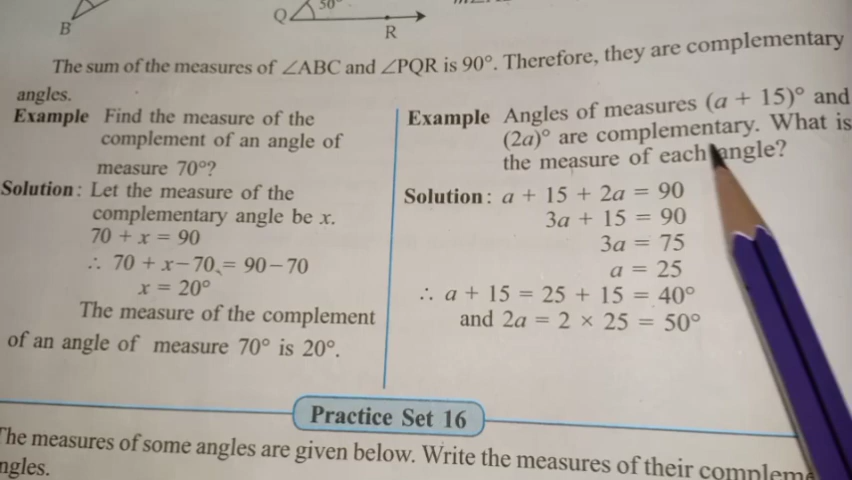 50°
Q
B
R
The sum of the measures of ∠ABC and ∠PQR is 90°. Therefore, they are complementary
angles.
Example Find the measure of the
complement of an angle of
measure 70°?
Solution : Let the measure of the
complementary angle be x.
70 + x = 90
∴ 70 + x – 70 = 90 – 70
x = 20°
The measure of the complement
of an angle of measure 70° is 20°.
Example Angles of measures (a + 15)° and
(2a)° are complementary. What is
the measure of each angle?
Solution : a + 15 + 2a = 90
3a + 15 = 90
3a = 75
a = 25
∴ a + 15 = 25 + 15 = 40°
and 2a = 2 × 25 = 50°
Practice Set 16
The measures of some angles are given below. Write the measures of their
ngles.